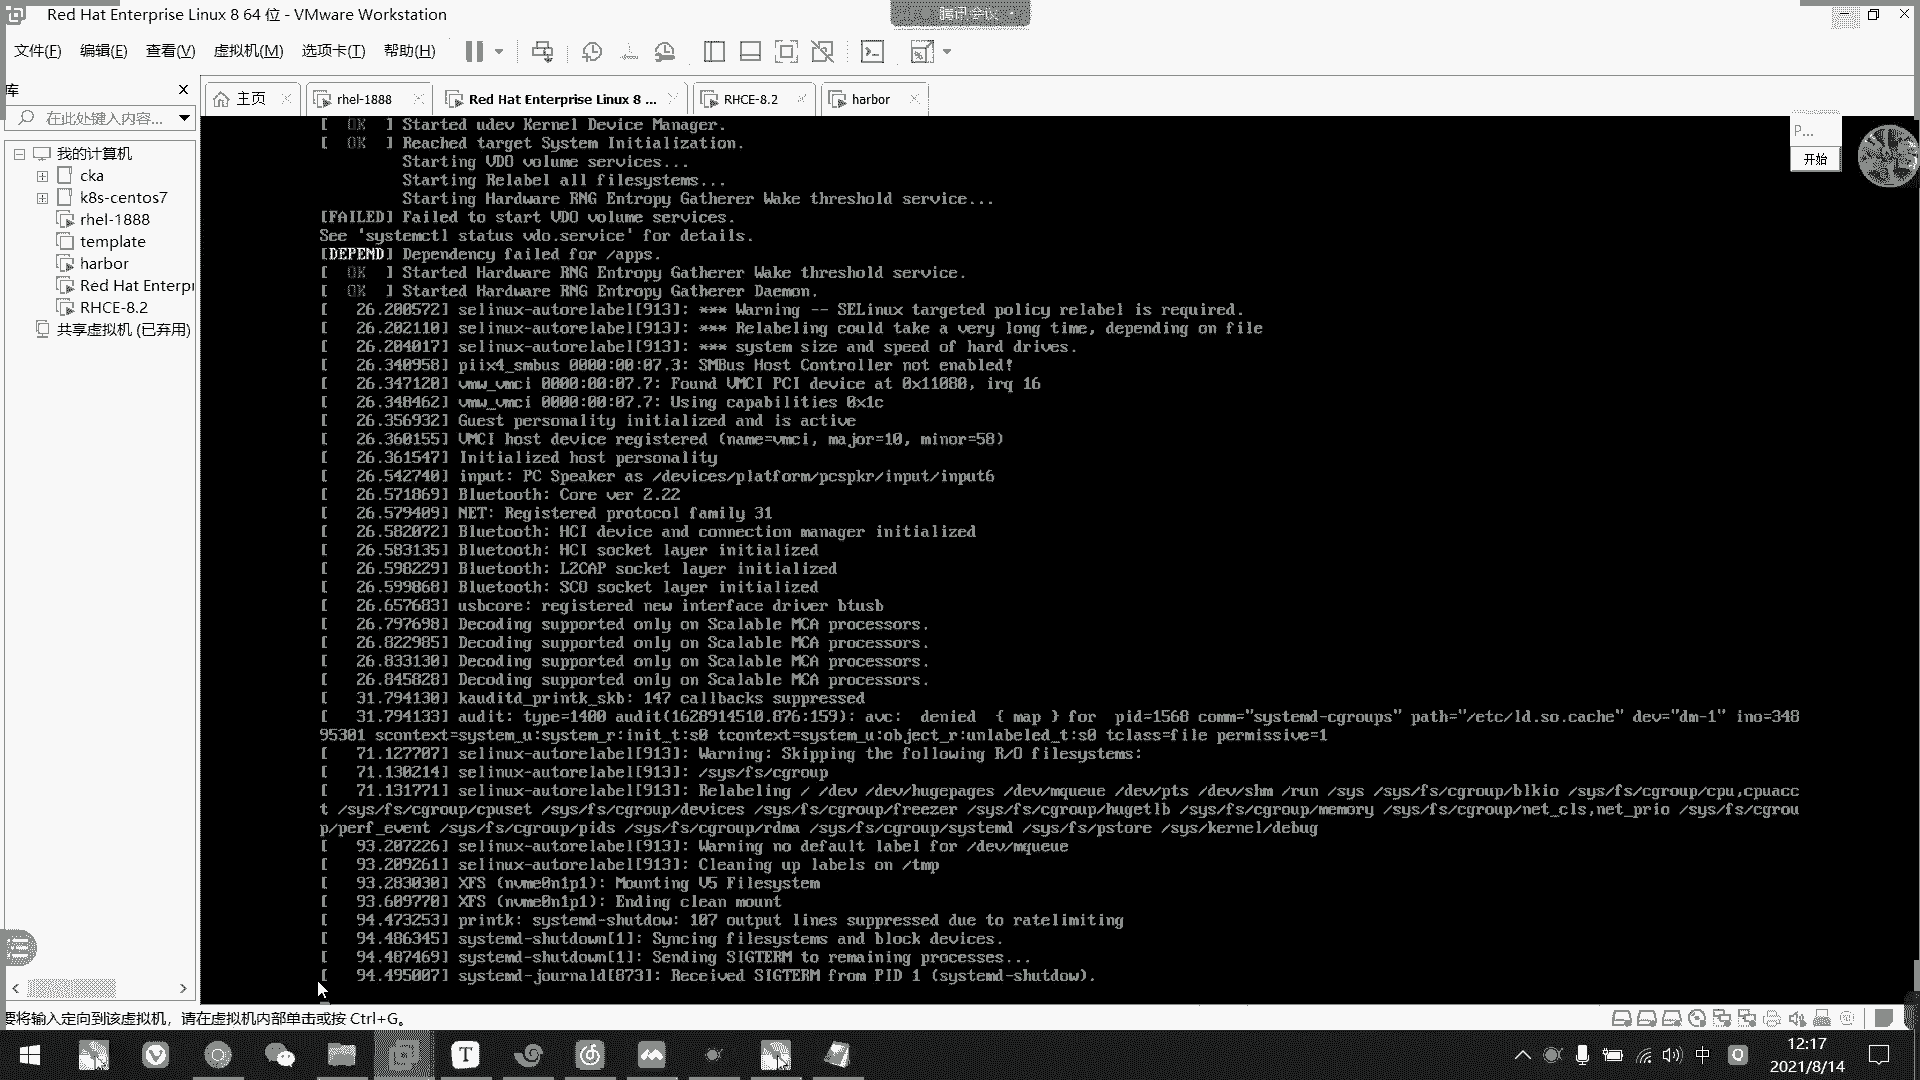 Red Hat Enterprise Linux 8 64 位 - VMware Workstation
腾讯会议
文件(F) 编辑(E) 查看(V) 虚拟机(M) 选项卡(T) 帮助(H)
库
在此处键入内容...
主页
rhel-1888
Red Hat Enterprise Linux 8 ...
RHCE-8.2
harbor
我的计算机
cka
k8s-centos7
rhel-1888
template
harbor
Red Hat Enterpr
RHCE-8.2
共享虚拟机 (已弃用)
P...
开始
[  OK  ] Started udev Kernel Device Manager.
[  OK  ] Reached target System Initialization.
Starting VDO volume services...
Starting Relabel all filesystems...
Starting Hardware RNG Entropy Gatherer Wake threshold service...
[FAILED] Failed to start VDO volume services.
See 'systemctl status vdo.service' for details.
[DEPEND] Dependency failed for /apps.
[  OK  ] Started Hardware RNG Entropy Gatherer Wake threshold service.
[  OK  ] Started Hardware RNG Entropy Gatherer Daemon.
[   26.200572] selinux-autorelabel[913]: *** Warning -- SELinux targeted policy relabel is required.
[   26.202110] selinux-autorelabel[913]: *** Relabeling could take a very long time, depending on file
[   26.204017] selinux-autorelabel[913]: *** system size and speed of hard drives.
[   26.340958] piix4_smbus 0000:00:07.3: SMBus Host Controller not enabled!
[   26.347120] vmw_vmci 0000:00:07.7: Found VMCI PCI device at 0x11080, irq 16
[   26.348462] vmw_vmci 0000:00:07.7: Using capabilities 0x1c
[   26.356932] Guest personality initialized and is active
[   26.360155] VMCI host device registered (name=vmci, major=10, minor=58)
[   26.361547] Initialized host personality
[   26.542740] input: PC Speaker as /devices/platform/pcspkr/input/input6
[   26.571869] Bluetooth: Core ver 2.22
[   26.579409] NET: Registered protocol family 31
[   26.582072] Bluetooth: HCI device and connection manager initialized
[   26.583135] Bluetooth: HCI socket layer initialized
[   26.598229] Bluetooth: L2CAP socket layer initialized
[   26.599868] Bluetooth: SCO socket layer initialized
[   26.657683] usbcore: registered new interface driver btusb
[   26.797698] Decoding supported only on Scalable MCA processors.
[   26.822985] Decoding supported only on Scalable MCA processors.
[   26.833130] Decoding supported only on Scalable MCA processors.
[   26.845828] Decoding supported only on Scalable MCA processors.
[   31.794130] kauditd_printk_skb: 147 callbacks suppressed
[   31.794133] audit: type=1400 audit(1628914510.876:159): avc:  denied  { map } for  pid=1568 comm="systemd-cgroups" path="/etc/ld.so.cache" dev="dm-1" ino=348
95301 scontext=system_u:system_r:init_t:s0 tcontext=system_u:object_r:unlabeled_t:s0 tclass=file permissive=1
[   71.127707] selinux-autorelabel[913]: Warning: Skipping the following R/O filesystems:
[   71.130214] selinux-autorelabel[913]: /sys/fs/cgroup
[   71.131771] selinux-autorelabel[913]: Relabeling / /dev /dev/hugepages /dev/mqueue /dev/pts /dev/shm /run /sys /sys/fs/cgroup/blkio /sys/fs/cgroup/cpu,cpuacc
t /sys/fs/cgroup/cpuset /sys/fs/cgroup/devices /sys/fs/cgroup/freezer /sys/fs/cgroup/hugetlb /sys/fs/cgroup/memory /sys/fs/cgroup/net_cls,net_prio /sys/fs/cgrou
p/perf_event /sys/fs/cgroup/pids /sys/fs/cgroup/rdma /sys/fs/cgroup/systemd /sys/fs/pstore /sys/kernel/debug
[   93.207226] selinux-autorelabel[913]: Warning no default label for /dev/mqueue
[   93.209261] selinux-autorelabel[913]: Cleaning up labels on /tmp
[   93.283030] XFS (nvme0n1p1): Mounting V5 Filesystem
[   93.609770] XFS (nvme0n1p1): Ending clean mount
[   94.473253] printk: systemd-shutdow: 107 output lines suppressed due to ratelimiting
[   94.486345] systemd-shutdown[1]: Syncing filesystems and block devices.
[   94.487469] systemd-shutdown[1]: Sending SIGTERM to remaining processes...
[   94.495007] systemd-journald[873]: Received SIGTERM from PID 1 (systemd-shutdow).
要将输入定向到该虚拟机，请在虚拟机内部单击或按 Ctrl+G。
T
中
Q
12:17
2021/8/14